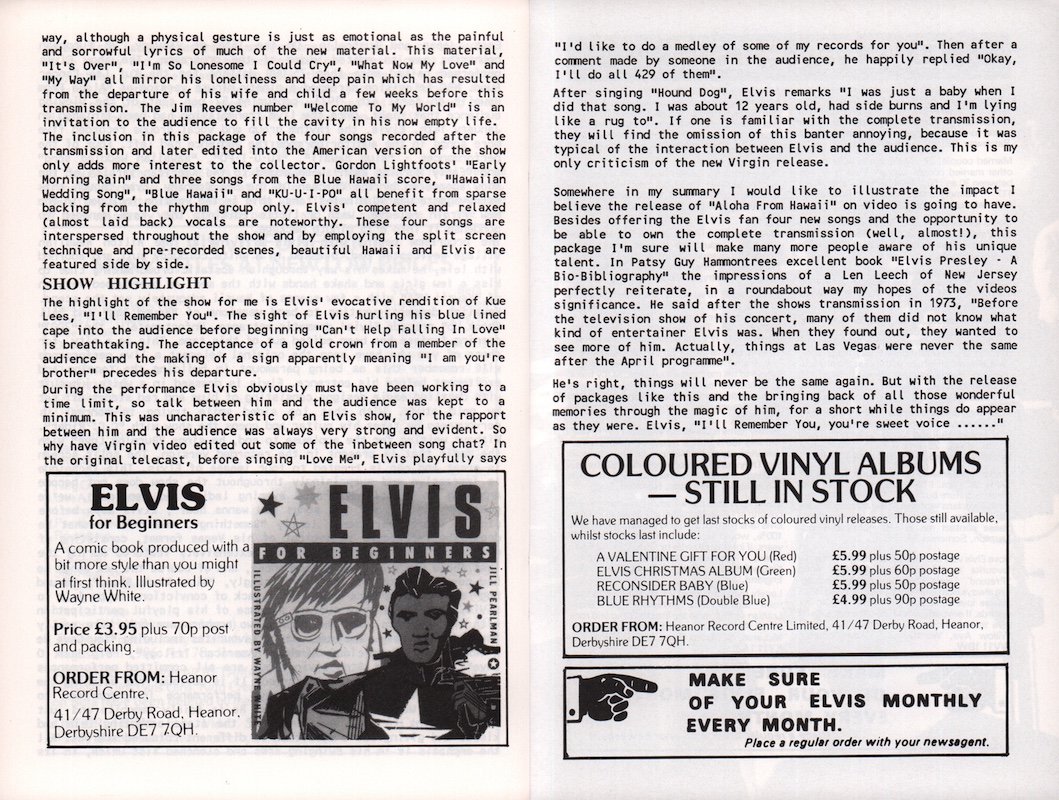 way, although a physical gesture is just as emotional as the painful
and sorrowful lyrics of much of the new material. This material,
"It's Over", "I'm So Lonesome I Could Cry", "What Now My Love" and
"My Way" all mirror his loneliness and deep pain which has resulted
from the departure of his wife and child a few weeks before this
transmission. The Jim Reeves number "Welcome To My World" is an
invitation to the audience to fill the cavity in his now empty life.
The inclusion in this package of the four songs recorded after the
transmission and later edited into the American version of the show
only adds more interest to the collector. Gordon Lightfoots' "Early
Morning Rain" and three songs from the Blue Hawaii score, "Hawaiian
Wedding Song", "Blue Hawaii" and "KU-U-I-PO" all benefit from sparse
backing from the rhythm group only. Elvis' competent and relaxed
(almost laid back) vocals are noteworthy. These four songs are
interspersed throughout the show and by employing the split screen
technique and pre-recorded scenes, beautiful Hawaii and Elvis are
featured side by side.
SHOW HIGHLIGHT
The highlight of the show for me is Elvis' evocative rendition of Kue
Lees, "I'll Remember You". The sight of Elvis hurling his blue lined
cape into the audience before beginning "Can't Help Falling In Love"
is breathtaking. The acceptance of a gold crown from a member of the
audience and the making of a sign apparently meaning "I am you're
brother" precedes his departure.
During the performance Elvis obviously must have been working to a
time limit, so talk between him and the audience was kept to a
minimum. This was uncharacteristic of an Elvis show, for the rapport
between him and the audience was always very strong and evident. So
why have Virgin video edited out some of the inbetween song chat? In
the original telecast, before singing "Love Me", Elvis playfully says
ELVIS
for Beginners
A comic book produced with a
bit more style than you might
at first think. Illustrated by
Wayne White.
Price £3.95 plus 70p post
and packing.
ORDER FROM: Heanor
Record Centre,
41/47 Derby Road, Heanor,
Derbyshire DE7 7QH.
ELVIS
FOR BEGINNERS
ILLUSTRATED BY WAYNE WHITE
JILL PEARLMAN
"I'd like to do a medley of some of my records for you". Then after a
comment made by someone in the audience, he happily replied "Okay,
I'll do all 429 of them".
After singing "Hound Dog", Elvis remarks "I was just a baby when I
did that song. I was about 12 years old, had side burns and I'm lying
like a rug to". If one is familiar with the complete transmission,
they will find the omission of this banter annoying, because it was
typical of the interaction between Elvis and the audience. This is my
only criticism of the new Virgin release.
Somewhere in my summary I would like to illustrate the impact I
believe the release of "Aloha From Hawaii" on video is going to have.
Besides offering the Elvis fan four new songs and the opportunity to
be able to own the complete transmission (well, almost!), this
package I'm sure will make many more people aware of his unique
talent. In Patsy Guy Hammontrees excellent book "Elvis Presley - A
Bio-Bibliography" the impressions of a Len Leech of New Jersey
perfectly reiterate, in a roundabout way my hopes of the videos
significance. He said after the shows transmission in 1973, "Before
the television show of his concert, many of them did not know what
kind of entertainer Elvis was. When they found out, they wanted to
see more of him. Actually, things at Las Vegas were never the same
after the April programme".
He's right, things will never be the same again. But with the release
of packages like this and the bringing back of all those wonderful
memories through the magic of him, for a short while things do appear
as they were. Elvis, "I'll Remember You, you're sweet voice ......"
COLOURED VINYL ALBUMS
— STILL IN STOCK
We have managed to get last stocks of coloured vinyl releases. Those still available,
whilst stocks last include:
A VALENTINE GIFT FOR YOU (Red) £5.99 plus 50p postage
ELVIS CHRISTMAS ALBUM (Green) £5.99 plus 60p postage
RECONSIDER BABY (Blue) £5.99 plus 50p postage
BLUE RHYTHMS (Double Blue) £4.99 plus 90p postage
ORDER FROM: Heanor Record Centre Limited, 41/47 Derby Road, Heanor,
Derbyshire DE7 7QH.
MAKE SURE
OF YOUR ELVIS MONTHLY
EVERY MONTH.
Place a regular order with your newsagent.